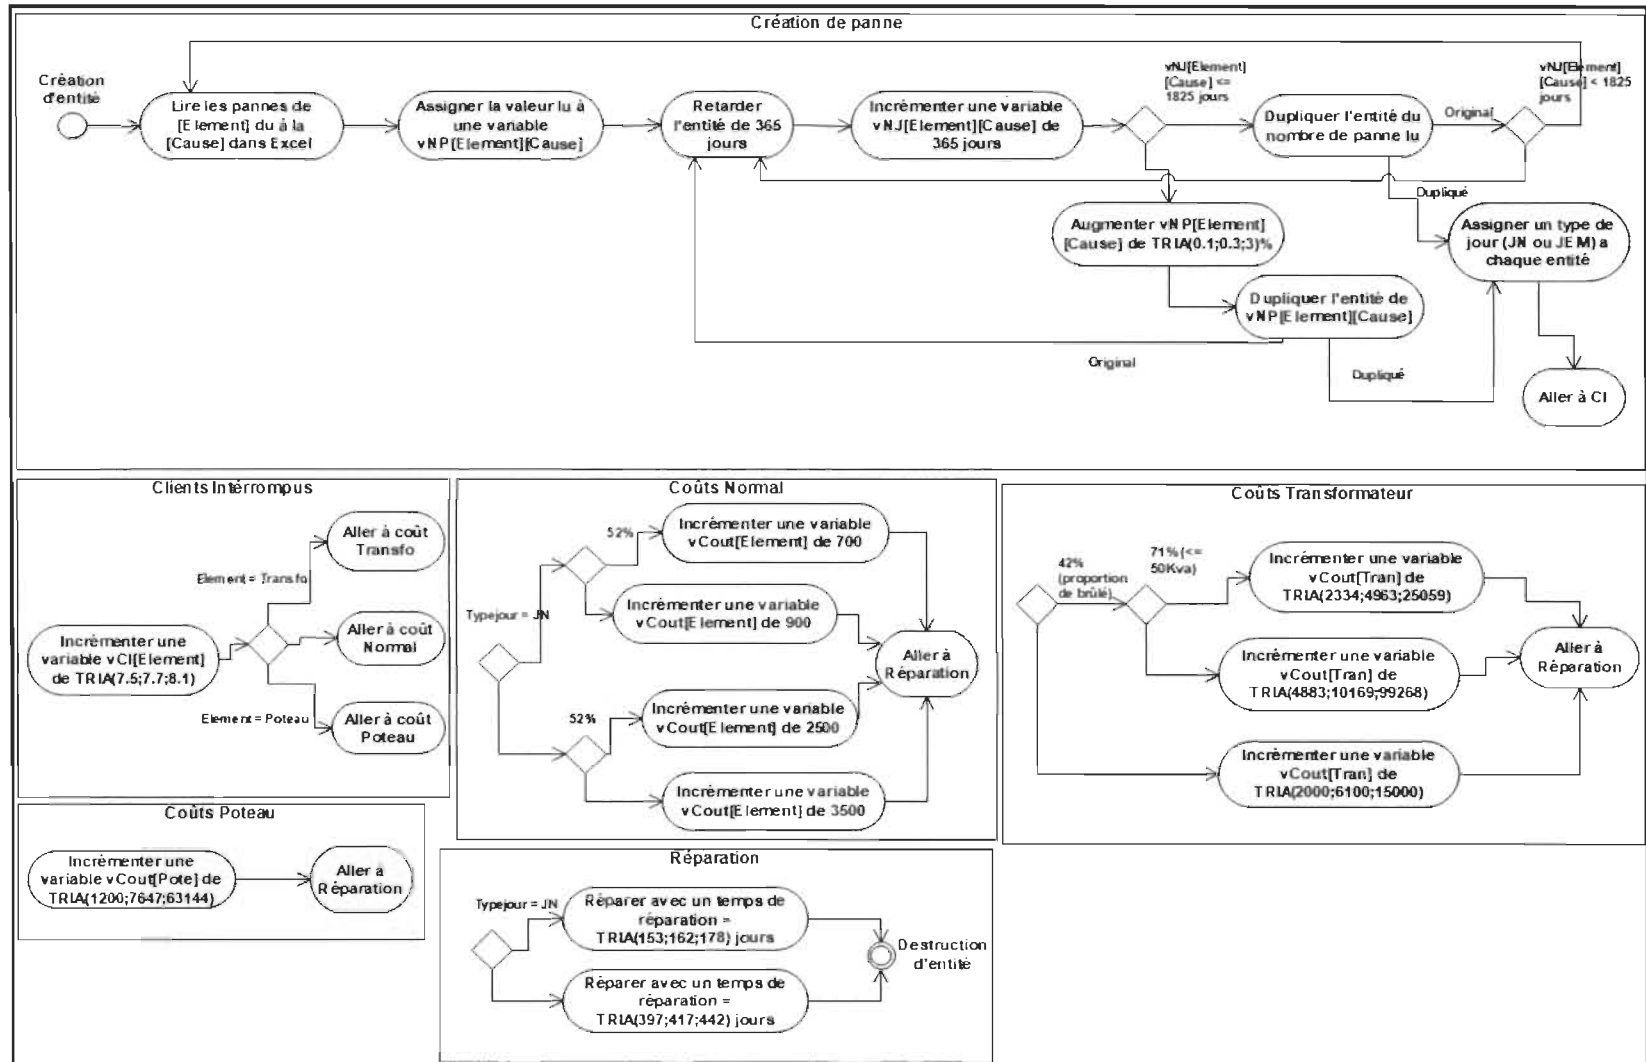 Création de panne
Création
d'entité
Lire les pannes de
[Element] du à la
[Cause] dans Excel
Assigner la valeur lu à
une variable
vNP[Element][Cause]
Retarder
l'entité de 365
jours
Incrémenter une variable
vNJ[Element][Cause] de
365 jours
vNJ[Element]
[Cause] <=
1825 jours
Dupliquer l'entité du
nombre de panne lu
Original
vNJ[Element]
[Cause] < 1825
jours
Dupliqué
Augmenter vNP[Element]
[Cause] de TRIA(0.1;0.3;3)%
Assigner un type de
jour (JN ou JEM) a
chaque entité
Dupliquer l'entité de
vNP[Element][Cause]
Original
Dupliqué
Aller à CI
Clients Intérrompus
Aller à coût
Transfo
Element = Transfo
Incrémenter une
variable vCI[Element]
de TRIA(7.5;7.7;8.1)
Aller à coût
Normal
Element = Poteau
Aller à coût
Poteau
Coûts Normal
52%
Incrémenter une variable
vCout[Element] de 700
Typejour = JN
Incrémenter une variable
vCout[Element] de 900
Aller à
Réparation
52%
Incrémenter une variable
vCout[Element] de 2500
Incrémenter une variable
vCout[Element] de 3500
Coûts Transformateur
42%
(proportion
de brûlé)
71% (<=
50Kva)
Incrémenter une variable
vCout[Tran] de
TRIA(2334;4963;25059)
Incrémenter une variable
vCout[Tran] de
TRIA(4883;10169;99268)
Aller à
Réparation
Incrémenter une variable
vCout[Tran] de
TRIA(2000;6100;15000)
Coûts Poteau
Incrémenter une
variable vCout[Pote] de
TRIA(1200;7647;63144)
Aller à
Réparation
Réparation
Typejour = JN
Réparer avec un temps de
réparation =
TRIA(153;162;178) jours
Réparer avec un temps de
réparation =
TRIA(397;417;442) jours
Destruction
d'entité